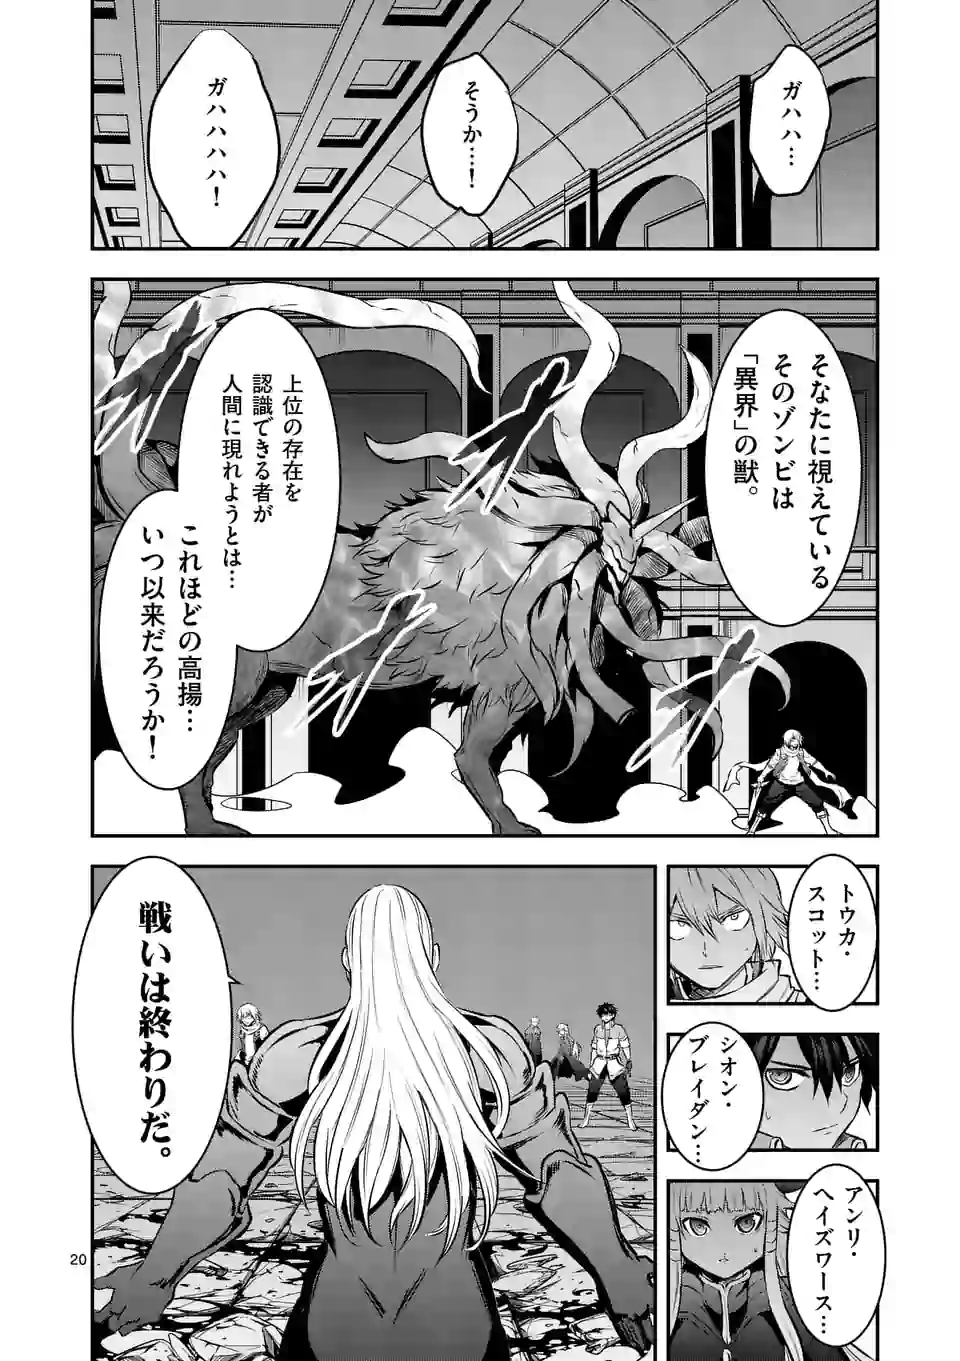 ガハハ…
そうか…！
ガハハハハ！
そなたに視えている
そのゾンビは
「異界」の獣。
上位の存在を
認識できる者が
人間に現れようとは…
これほどの高揚…
いつ以来だろうか！
トウカ・
スコット…
シオン・
ブレイダン…
アンリ・
ヘイズワース…
戦いは終わりだ。
20